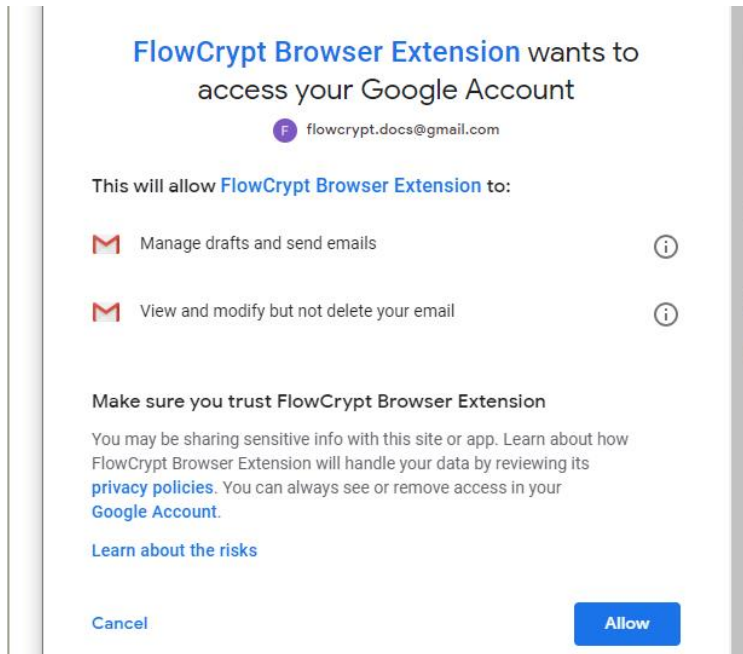 FlowCrypt Browser Extension wants to
access your Google Account
F flowcrypt.docs@gmail.com
This will allow FlowCrypt Browser Extension to:
Manage drafts and send emails
View and modify but not delete your email
Make sure you trust FlowCrypt Browser Extension
You may be sharing sensitive info with this site or app. Learn about how
FlowCrypt Browser Extension will handle your data by reviewing its
privacy policies. You can always see or remove access in your
Google Account.
Learn about the risks
Cancel Allow